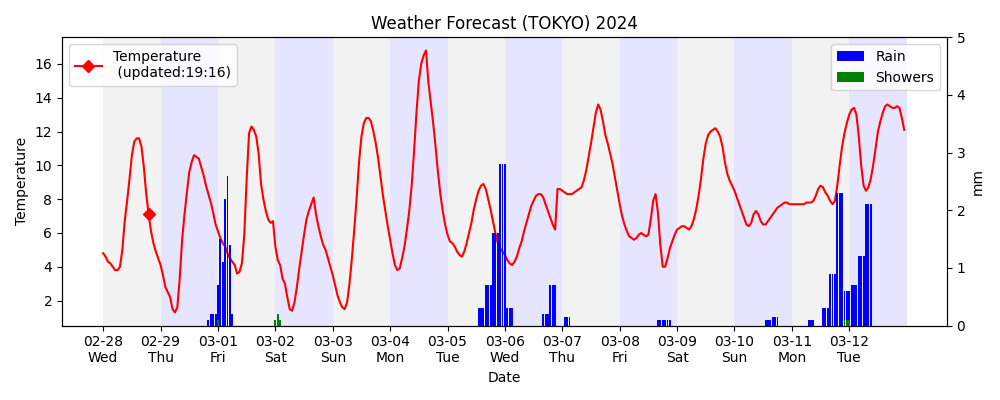 Weather Forecast (TOKYO) 2024
Temperature
(updated:19:16)
Rain
Showers
Temperature
16
14
12
10
8
6
4
2
5
4
3
2
1
0
mm
02-28 02-29 03-01 03-02 03-03 03-04 03-05 03-06 03-07 03-08 03-09 03-10 03-11 03-12
Wed Thu Fri Sat Sun Mon Tue Wed Thu Fri Sat Sun Mon Tue
Date